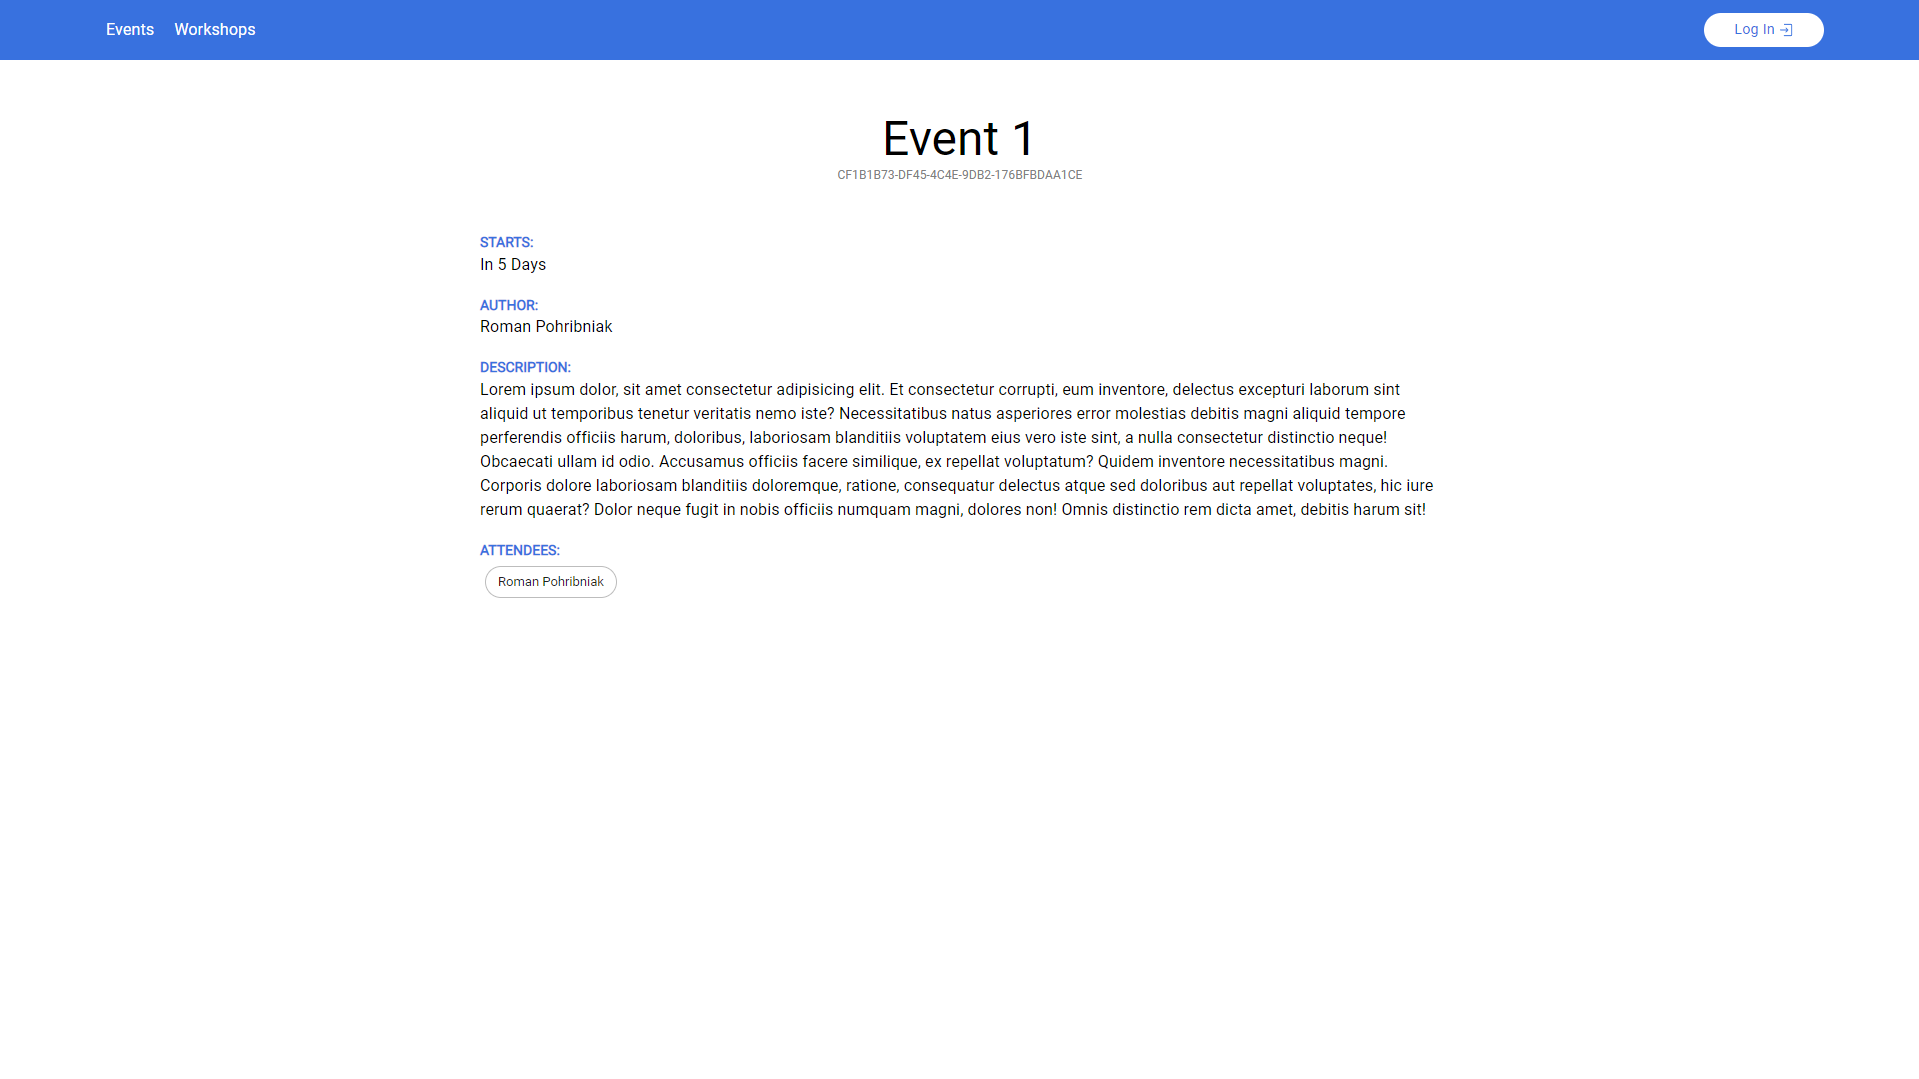 Events Workshops Log In
Event 1
CF1B1B73-DF45-4C4E-9DB2-176BFBDAA1CE
STARTS:
In 5 Days
AUTHOR:
Roman Pohribniak
DESCRIPTION:
Lorem ipsum dolor, sit amet consectetur adipisicing elit. Et consectetur corrupti, eum inventore, delectus excepturi laborum sint
aliquid ut temporibus tenetur veritatis nemo iste? Necessitatibus natus asperiores error molestias debitis magni aliquid tempore
perferendis officiis harum, doloribus, laboriosam blanditiis voluptatem eius vero iste sint, a nulla consectetur distinctio neque!
Obcaecati ullam id odio. Accusamus officiis facere similique, ex repellat voluptatum? Quidem inventore necessitatibus magni.
Corporis dolore laboriosam blanditiis doloremque, ratione, consequatur delectus atque sed doloribus aut repellat voluptates, hic iure
rerum quaerat? Dolor neque fugit in nobis officiis numquam magni, dolores non! Omnis distinctio rem dicta amet, debitis harum sit!
ATTENDEES:
Roman Pohribniak